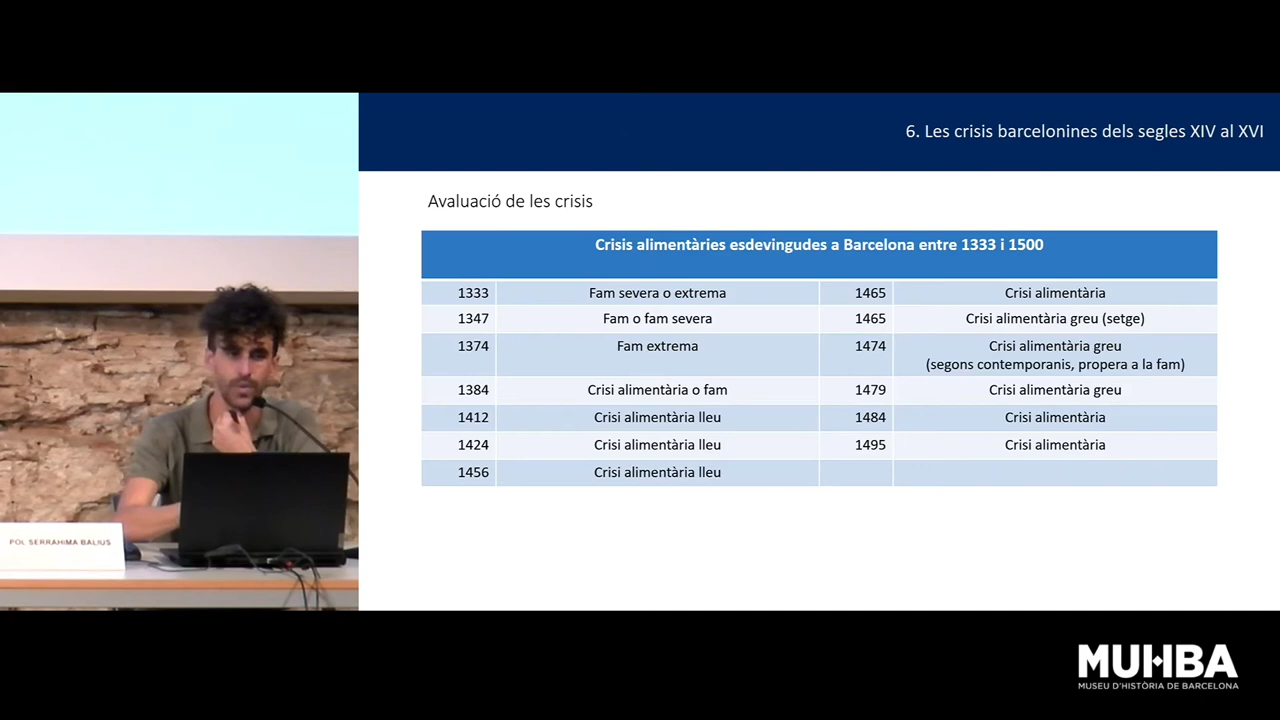 6. Les crisis barcelonines dels segles XIV al XVI
Avaluació de les crisis
Crisis alimentàries esdevingudes a Barcelona entre 1333 i 1500
1333 Fam severa o extrema 1465 Crisi alimentària
1347 Fam o fam severa 1465 Crisi alimentària greu (setge)
1374 Fam extrema 1474 Crisi alimentària greu
(segons contemporanis, propera a la fam)
1384 Crisi alimentària o fam 1479 Crisi alimentària greu
1412 Crisi alimentària lleu 1484 Crisi alimentària
1424 Crisi alimentària lleu 1495 Crisi alimentària
1456 Crisi alimentària lleu
POL SERRAHIMA BALIUS
MUHBA
MUSEU D'HISTÒRIA DE BARCELONA